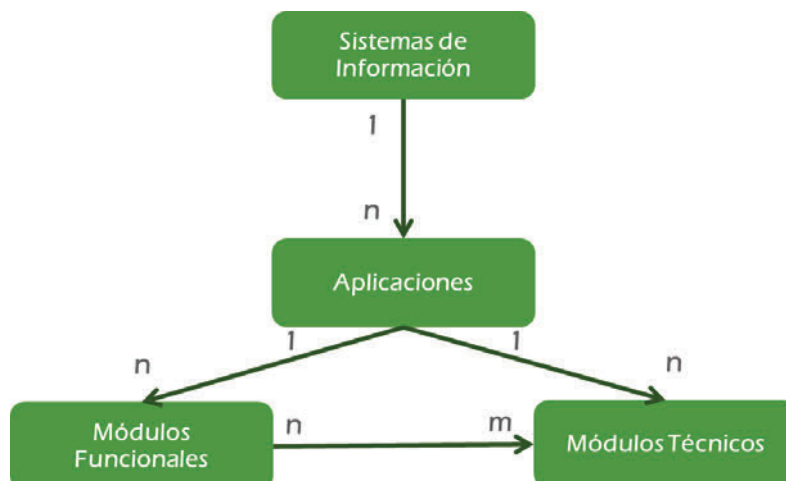 Sistemas de
Información
1
n
Aplicaciones
1
1
n
n
Módulos
Funcionales
n
m
Módulos Técnicos